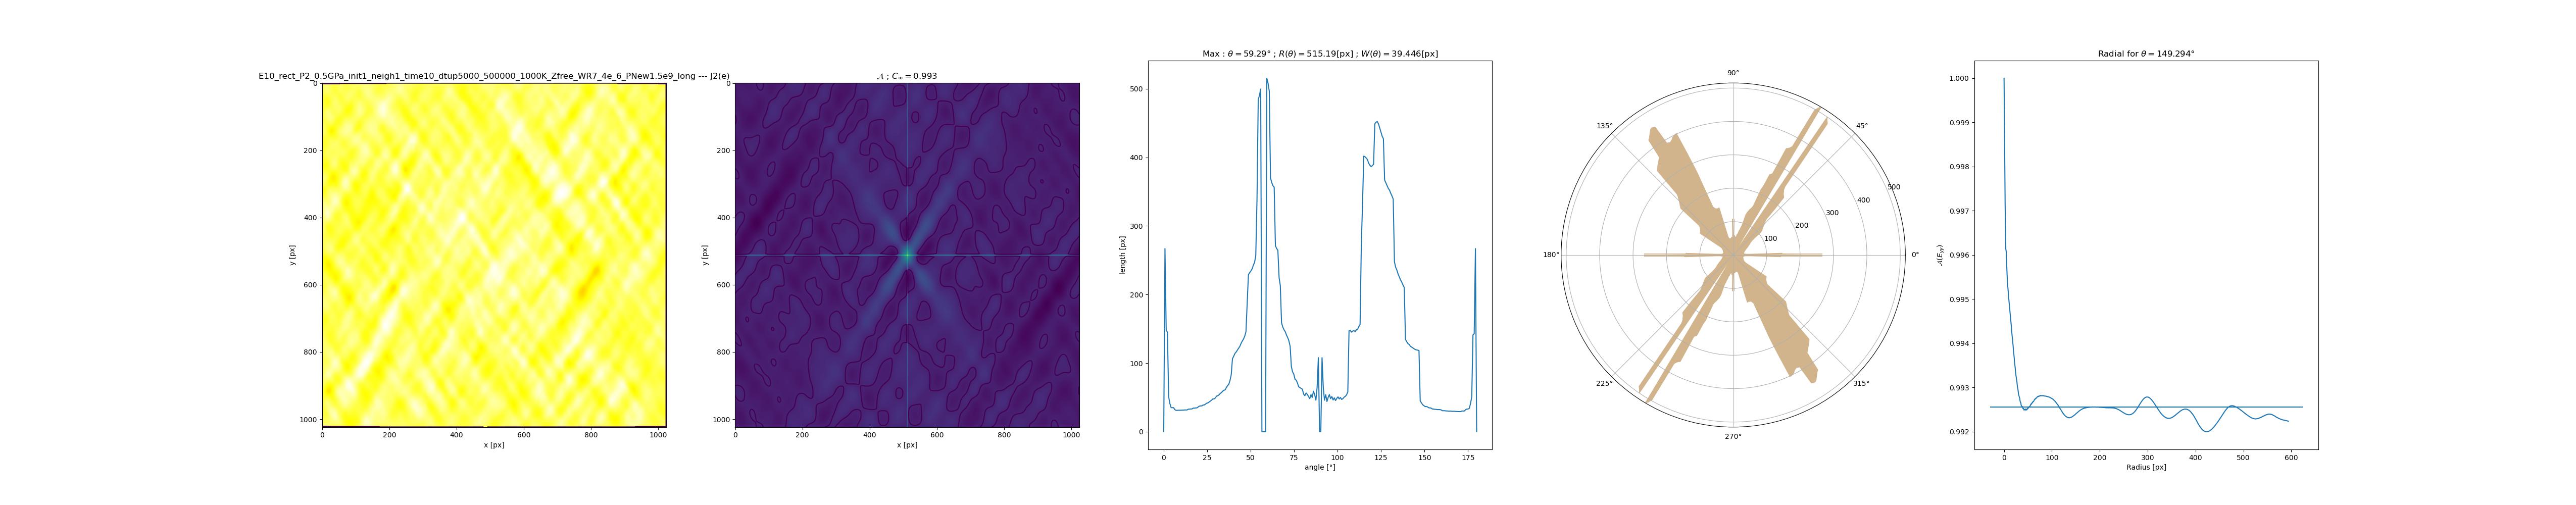 E10_rect_P2_0.5GPa_init1_neigh1_time10_dtup5000_500000_1000K_Zfree_WR7_4e_6_PNew1.5e9_long --- J2(e)
0
200
400
600
800
1000
y [px]
0 200 400 600 800 1000
x [px]
𝒜 ; C∞ = 0.993
0
200
400
600
800
1000
y [px]
0 200 400 600 800 1000
x [px]
Max : θ = 59.29° ; R(θ) = 515.19[px] ; W(θ) = 39.446[px]
500
400
300
200
100
0
length [px]
0 25 50 75 100 125 150 175
angle [°]
90°
135° 45°
500
400
300
200
100
180° 0°
225° 315°
270°
Radial for θ = 149.294°
1.000
0.999
0.998
0.997
0.996
0.995
0.994
0.993
0.992
𝒜(Eyy)
0 100 200 300 400 500 600
Radius [px]